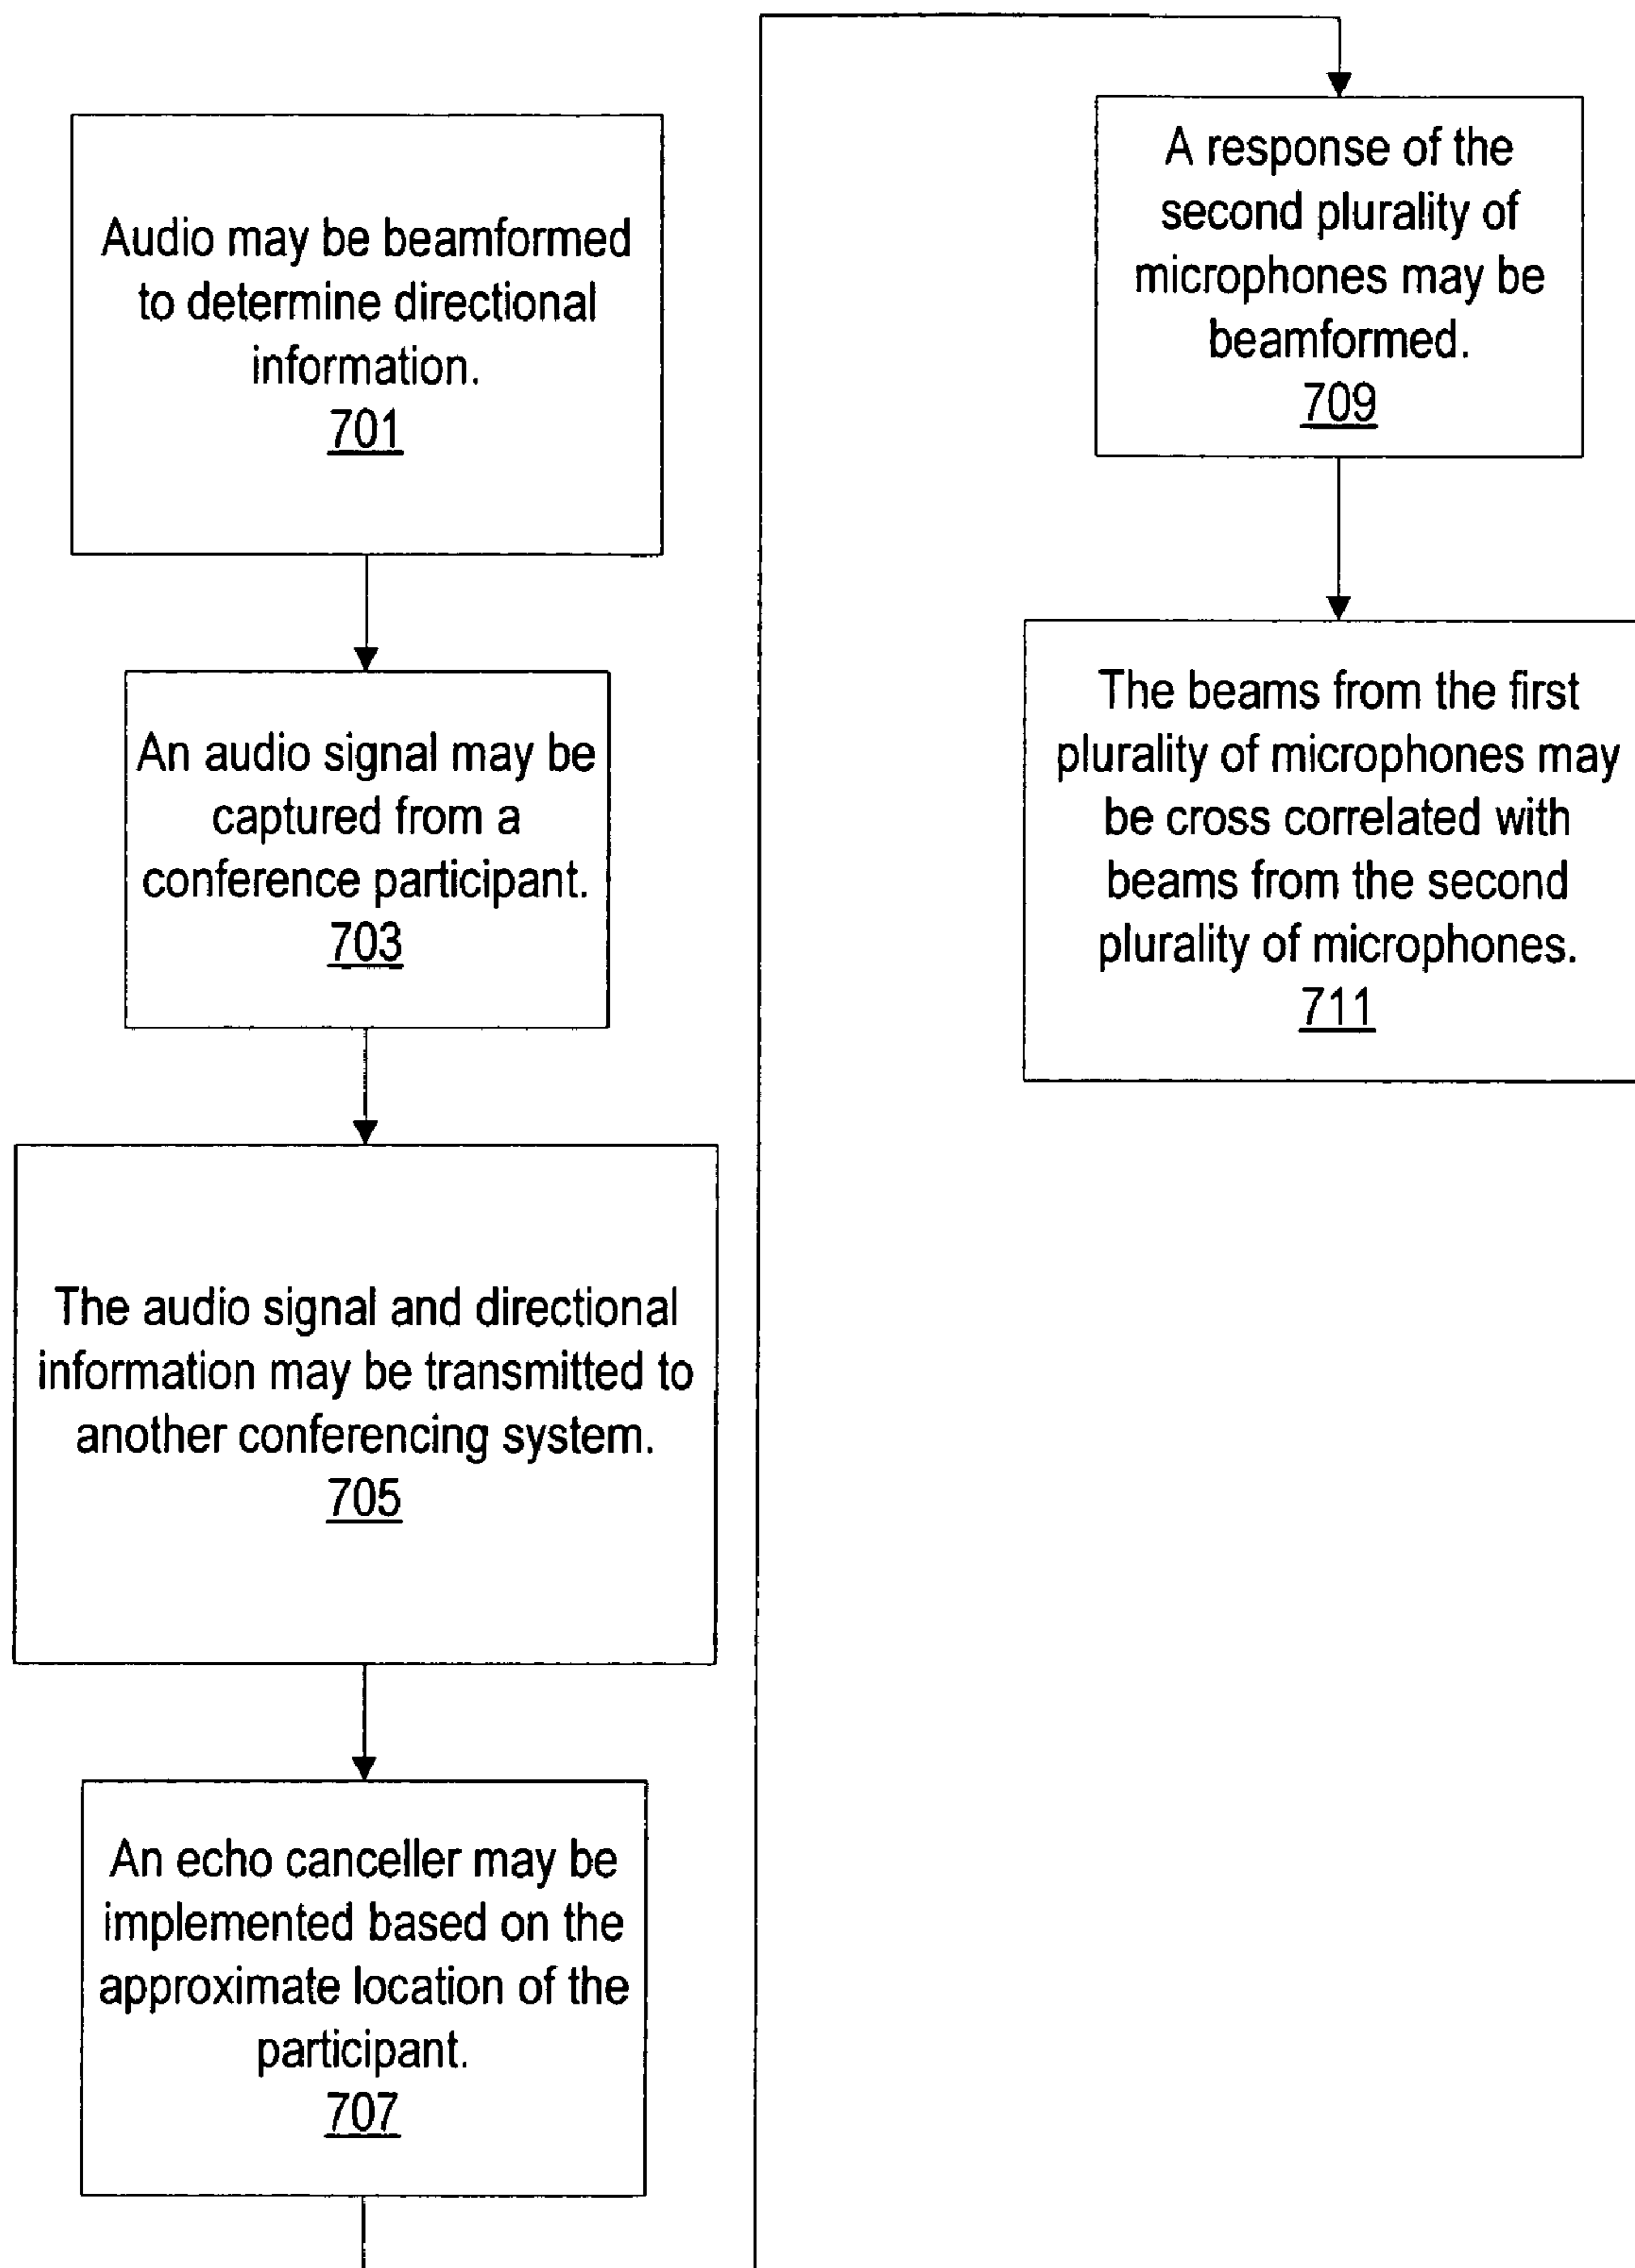 Audio may be beamformed
to determine directional
information.
701
An audio signal may be
captured from a
conference participant.
703
The audio signal and directional
information may be transmitted to
another conferencing system.
705
An echo canceller may be
implemented based on the
approximate location of the
participant.
707
A response of the
second plurality of
microphones may be
beamformed.
709
The beams from the first
plurality of microphones may
be cross correlated with
beams from the second
plurality of microphones.
711